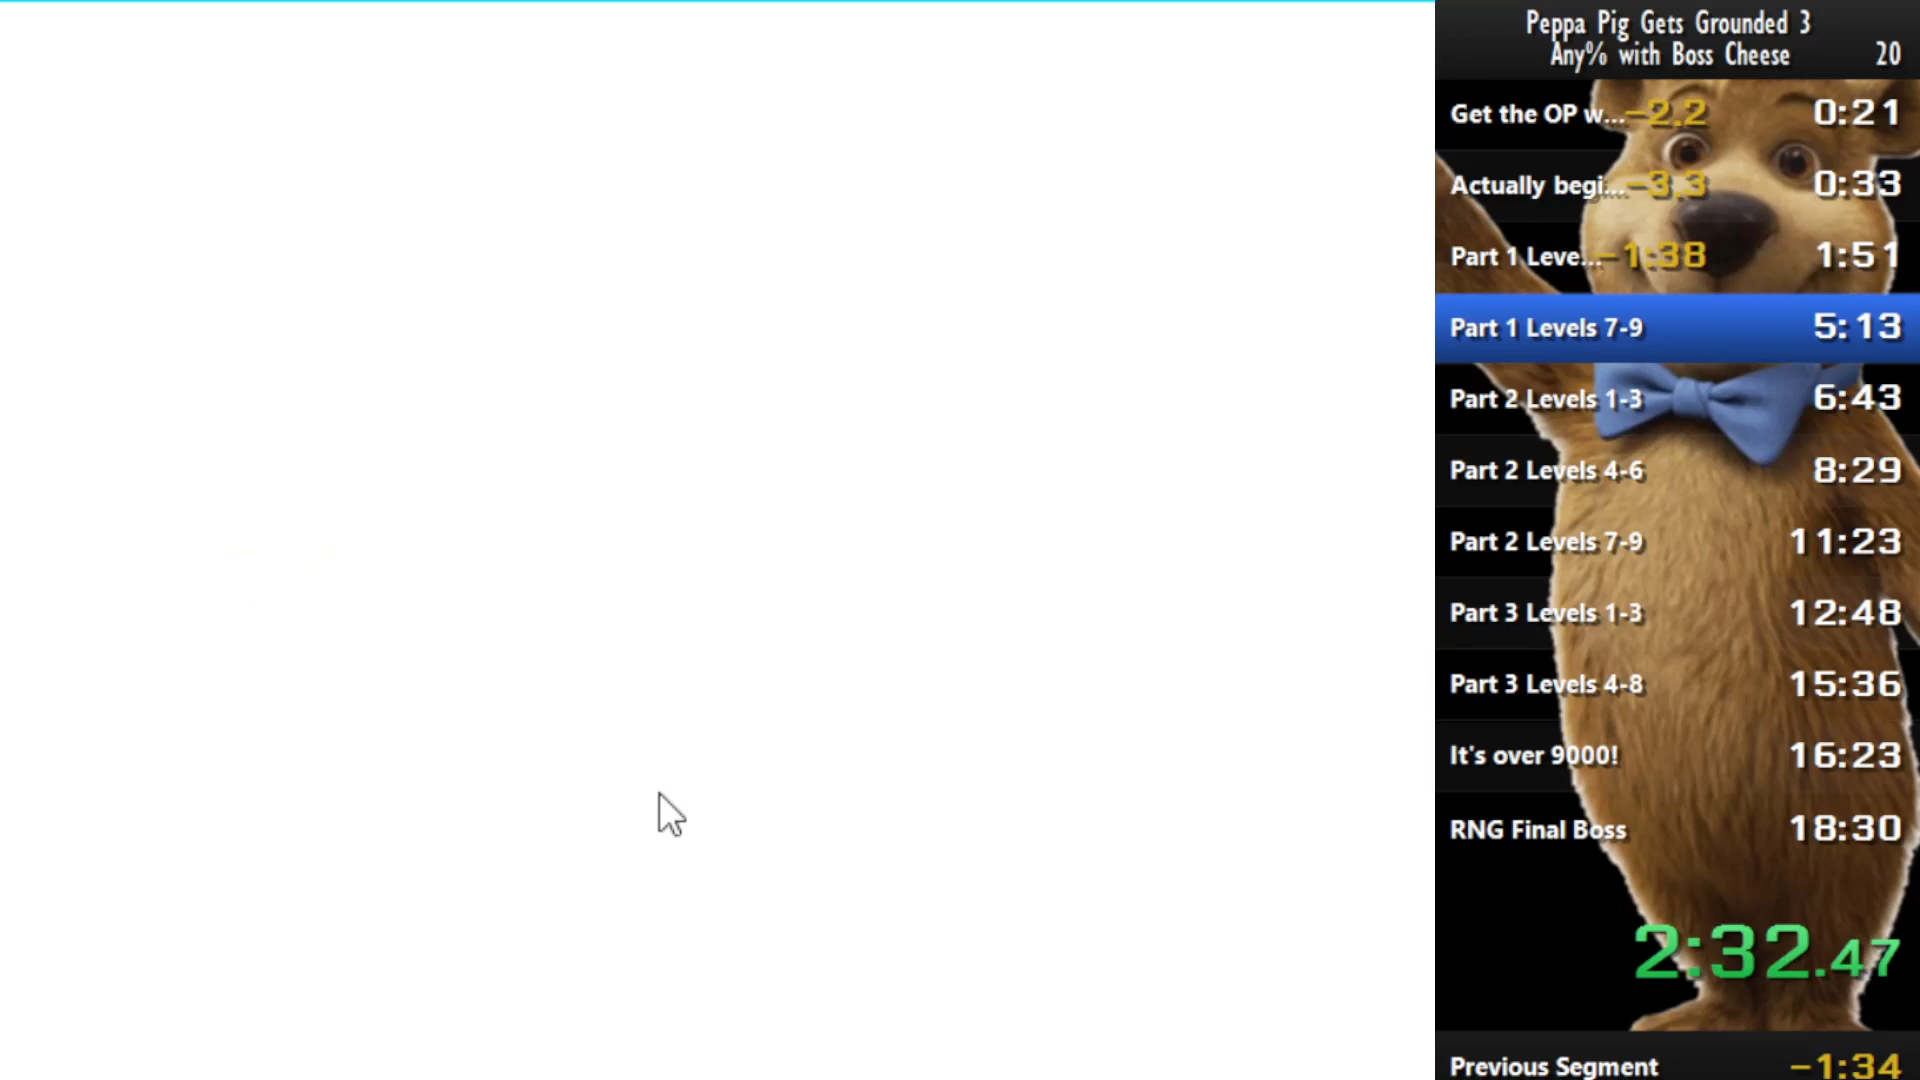 Peppa Pig Gets Grounded 3
Any% with Boss Cheese 20
Get the OP w... -2.2 0:21
Actually begi... -3.3 0:33
Part 1 Leve... -1:38 1:51
Part 1 Levels 7-9 5:13
Part 2 Levels 1-3 6:43
Part 2 Levels 4-6 8:29
Part 2 Levels 7-9 11:23
Part 3 Levels 1-3 12:48
Part 3 Levels 4-8 15:36
It's over 9000! 16:23
RNG Final Boss 18:30
2:32.47
Previous Segment -1:34